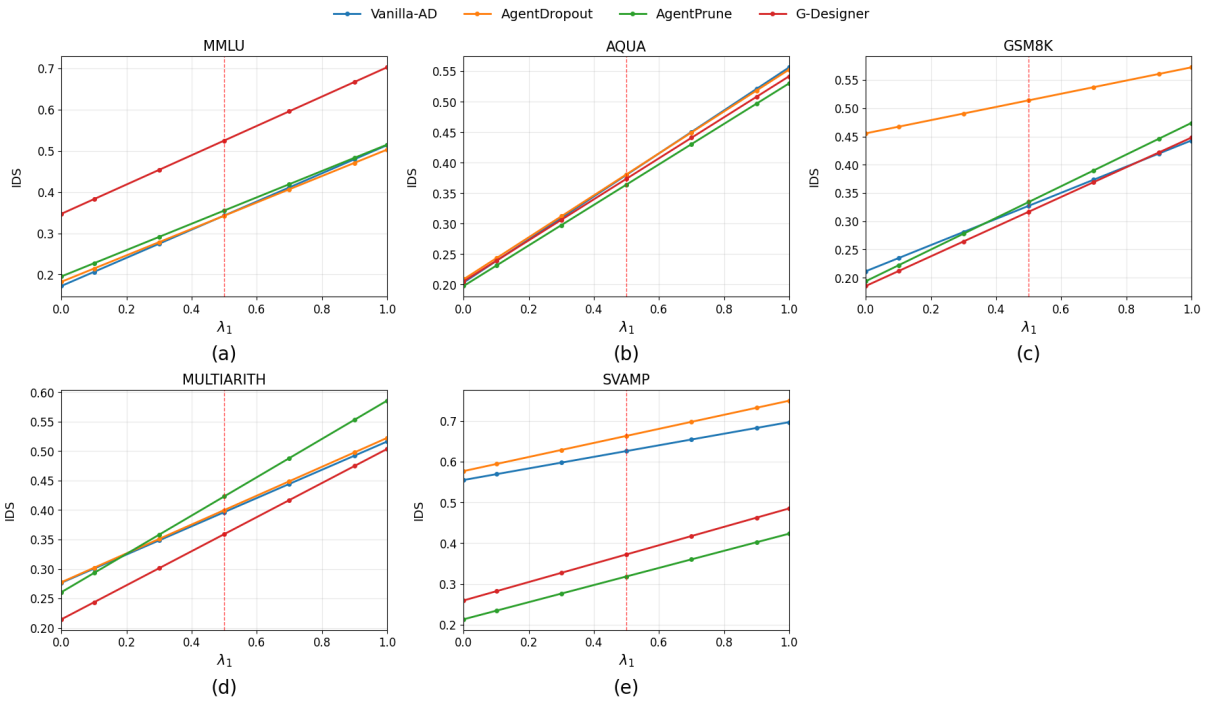 Vanilla-AD AgentDropout AgentPrune G-Designer
MMLU
IDS
0.7
0.6
0.5
0.4
0.3
0.2
0.0 0.2 0.4 0.6 0.8 1.0
λ1
(a)
AQUA
IDS
0.55
0.50
0.45
0.40
0.35
0.30
0.25
0.20
0.0 0.2 0.4 0.6 0.8 1.0
λ1
(b)
GSM8K
IDS
0.55
0.50
0.45
0.40
0.35
0.30
0.25
0.20
0.0 0.2 0.4 0.6 0.8 1.0
λ1
(c)
MULTIARITH
IDS
0.60
0.55
0.50
0.45
0.40
0.35
0.30
0.25
0.20
0.0 0.2 0.4 0.6 0.8 1.0
λ1
(d)
SVAMP
IDS
0.7
0.6
0.5
0.4
0.3
0.2
0.0 0.2 0.4 0.6 0.8 1.0
λ1
(e)